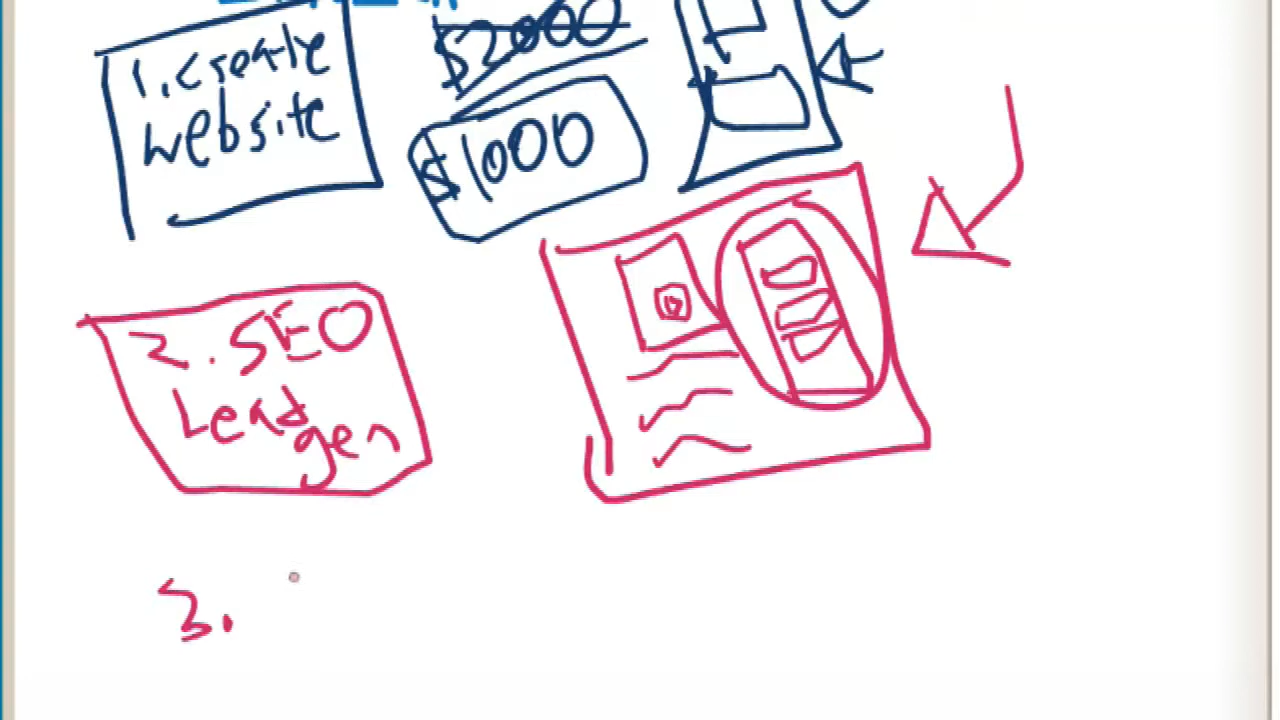 1. create
website
$2000
$1000
2. SEO
Lead
gen
3.